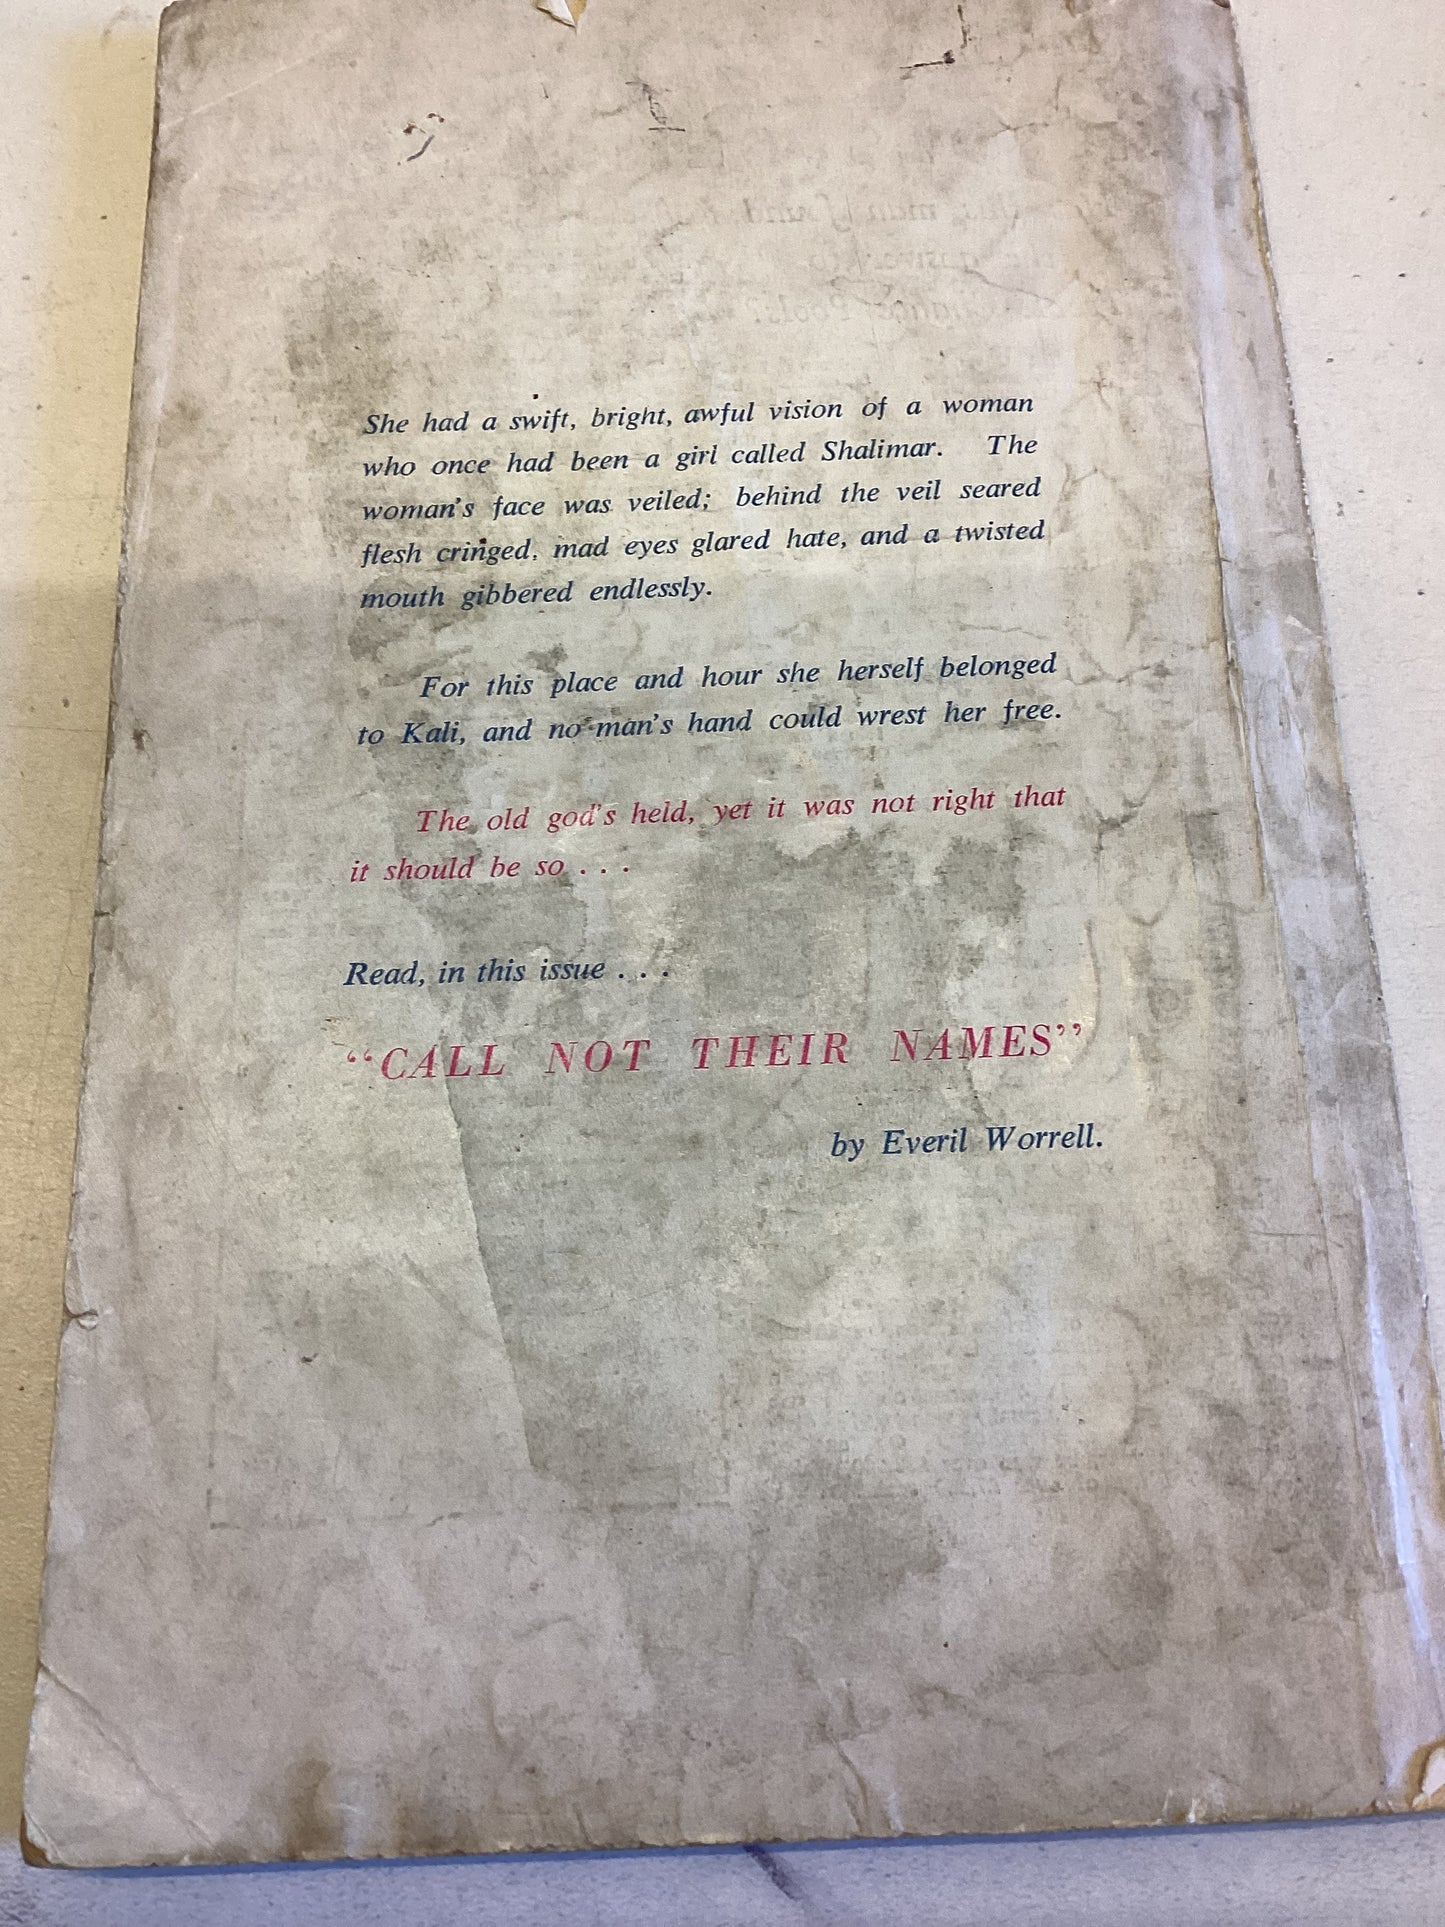 She had a swift, bright, awful vision of a woman
who once had been a girl called Shalimar. The
woman's face was veiled; behind the veil seared
flesh cringed, mad eyes glared hate, and a twisted
mouth gibbered endlessly.
For this place and hour she herself belonged
to Kali, and no man's hand could wrest her free.
The old god's held, yet it was not right that
it should be so . . .
Read, in this issue . . .
“CALL NOT THEIR NAMES”
by Everil Worrell.